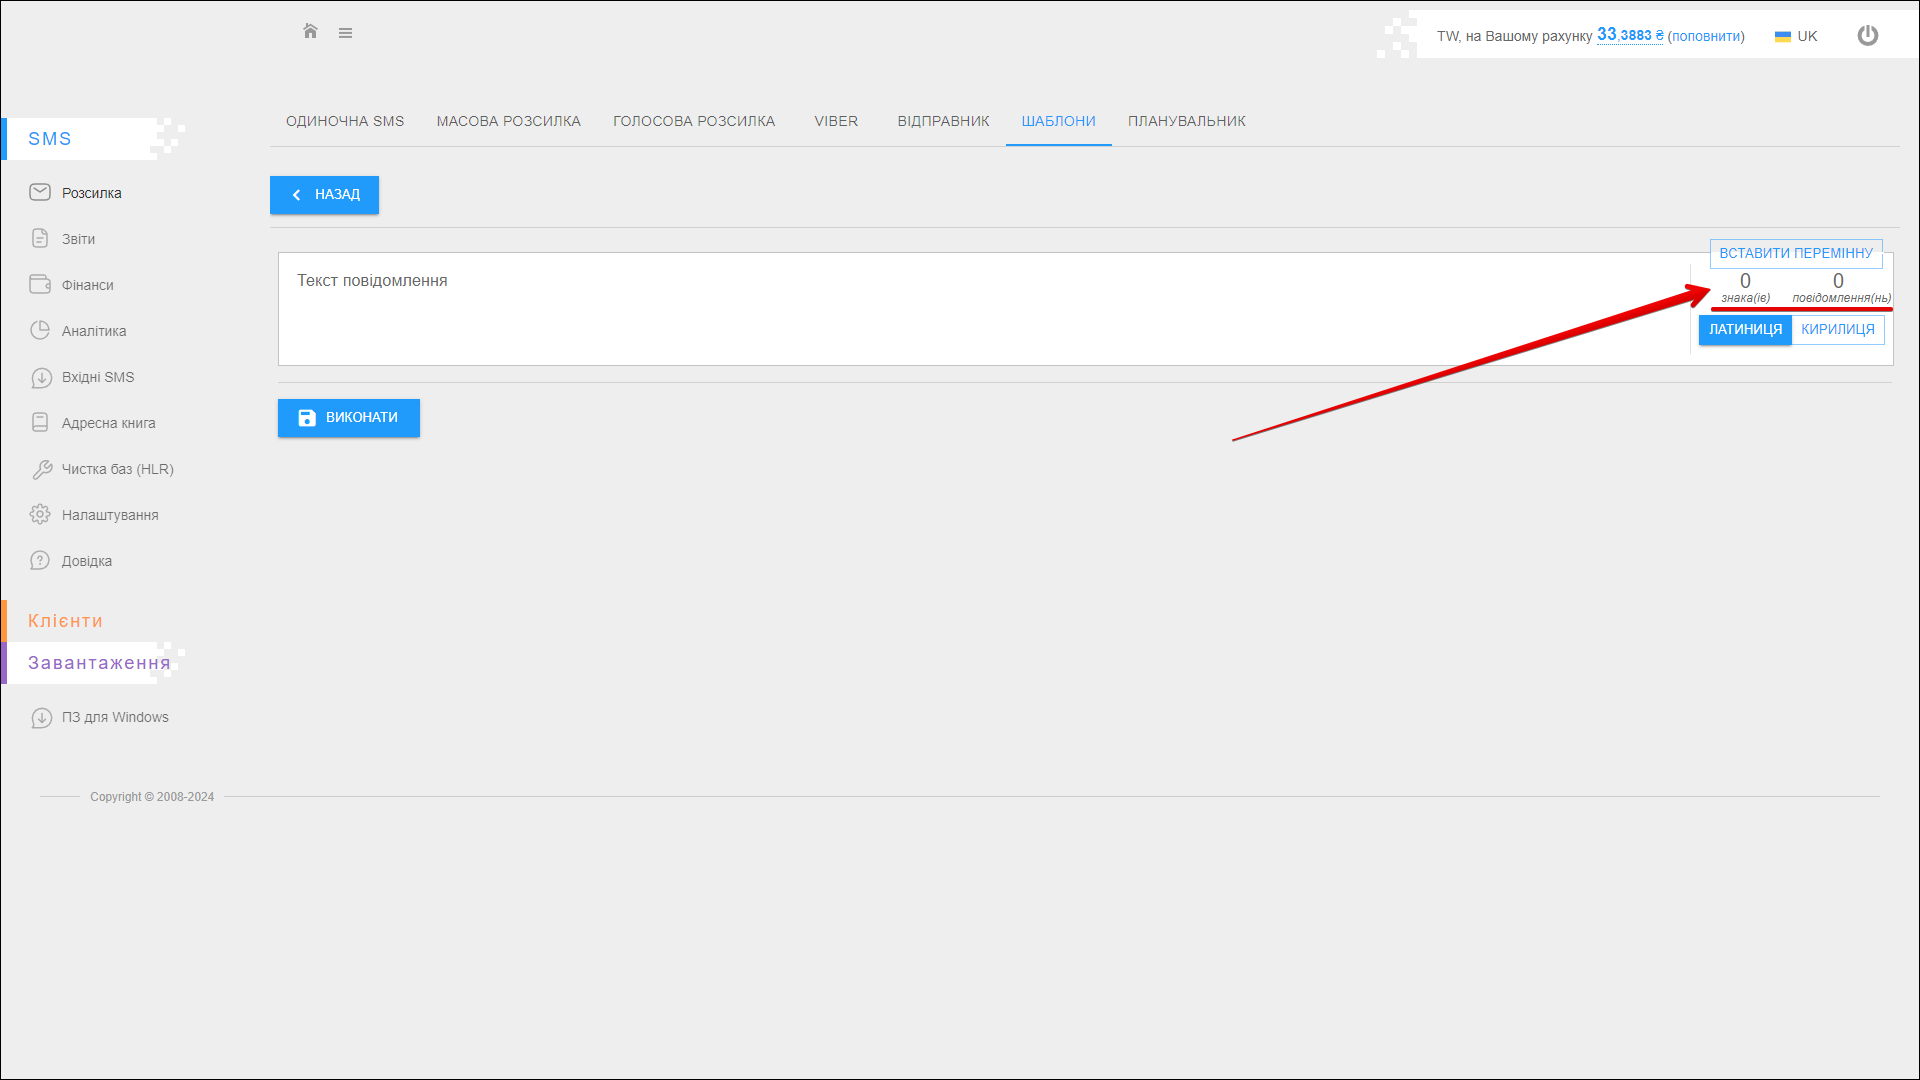 TW, на Вашому рахунку 33,3883 ₴ (поповнити)
UK
SMS
Розсилка
Звіти
Фінанси
Аналітика
Вхідні SMS
Адресна книга
Чистка баз (HLR)
Налаштування
Довідка
Клієнти
Завантаження
ПЗ для Windows
ОДИНОЧНА SMS
МАСОВА РОЗСИЛКА
ГОЛОСОВА РОЗСИЛКА
VIBER
ВІДПРАВНИК
ШАБЛОНИ
ПЛАНУВАЛЬНИК
НАЗАД
Текст повідомлення
ВСТАВИТИ ПЕРЕМІННУ
0
знака(ів)
0
повідомлення(нь)
ЛАТИНИЦЯ
КИРИЛИЦЯ
ВИКОНАТИ
Copyright © 2008-2024